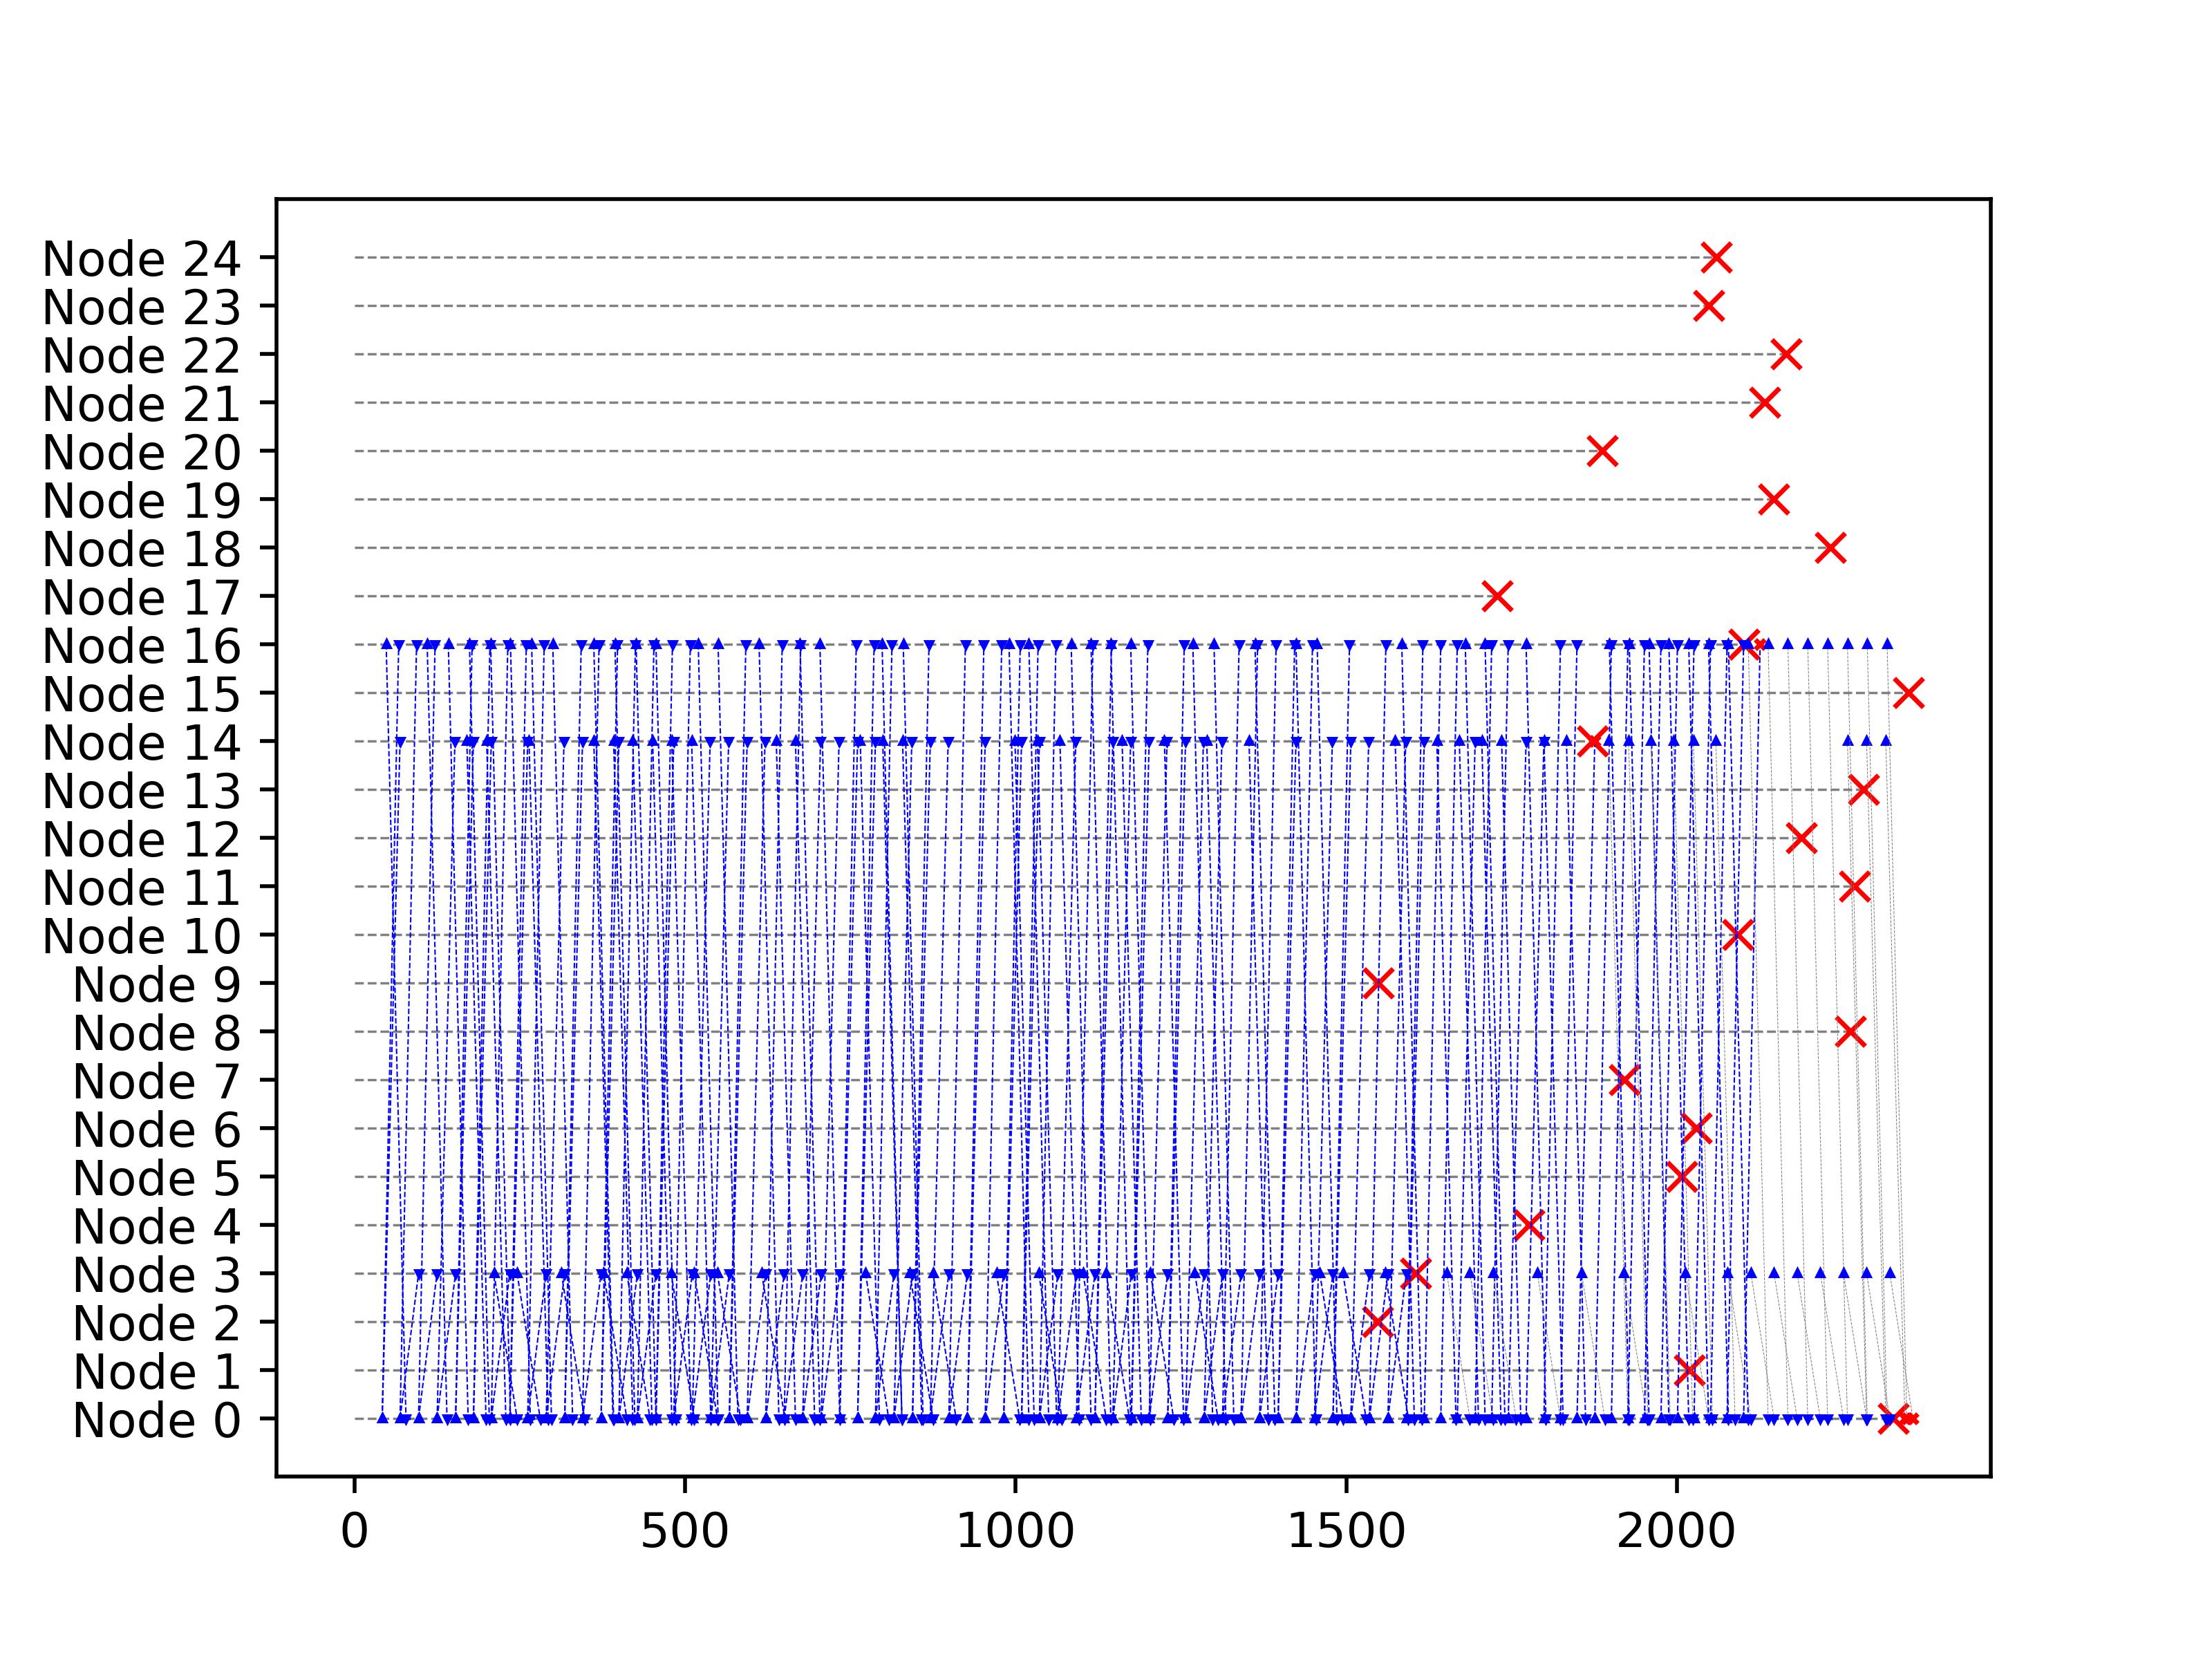 Node 24
Node 23
Node 22
Node 21
Node 20
Node 19
Node 18
Node 17
Node 16
Node 15
Node 14
Node 13
Node 12
Node 11
Node 10
Node 9
Node 8
Node 7
Node 6
Node 5
Node 4
Node 3
Node 2
Node 1
Node 0
0 500 1000 1500 2000